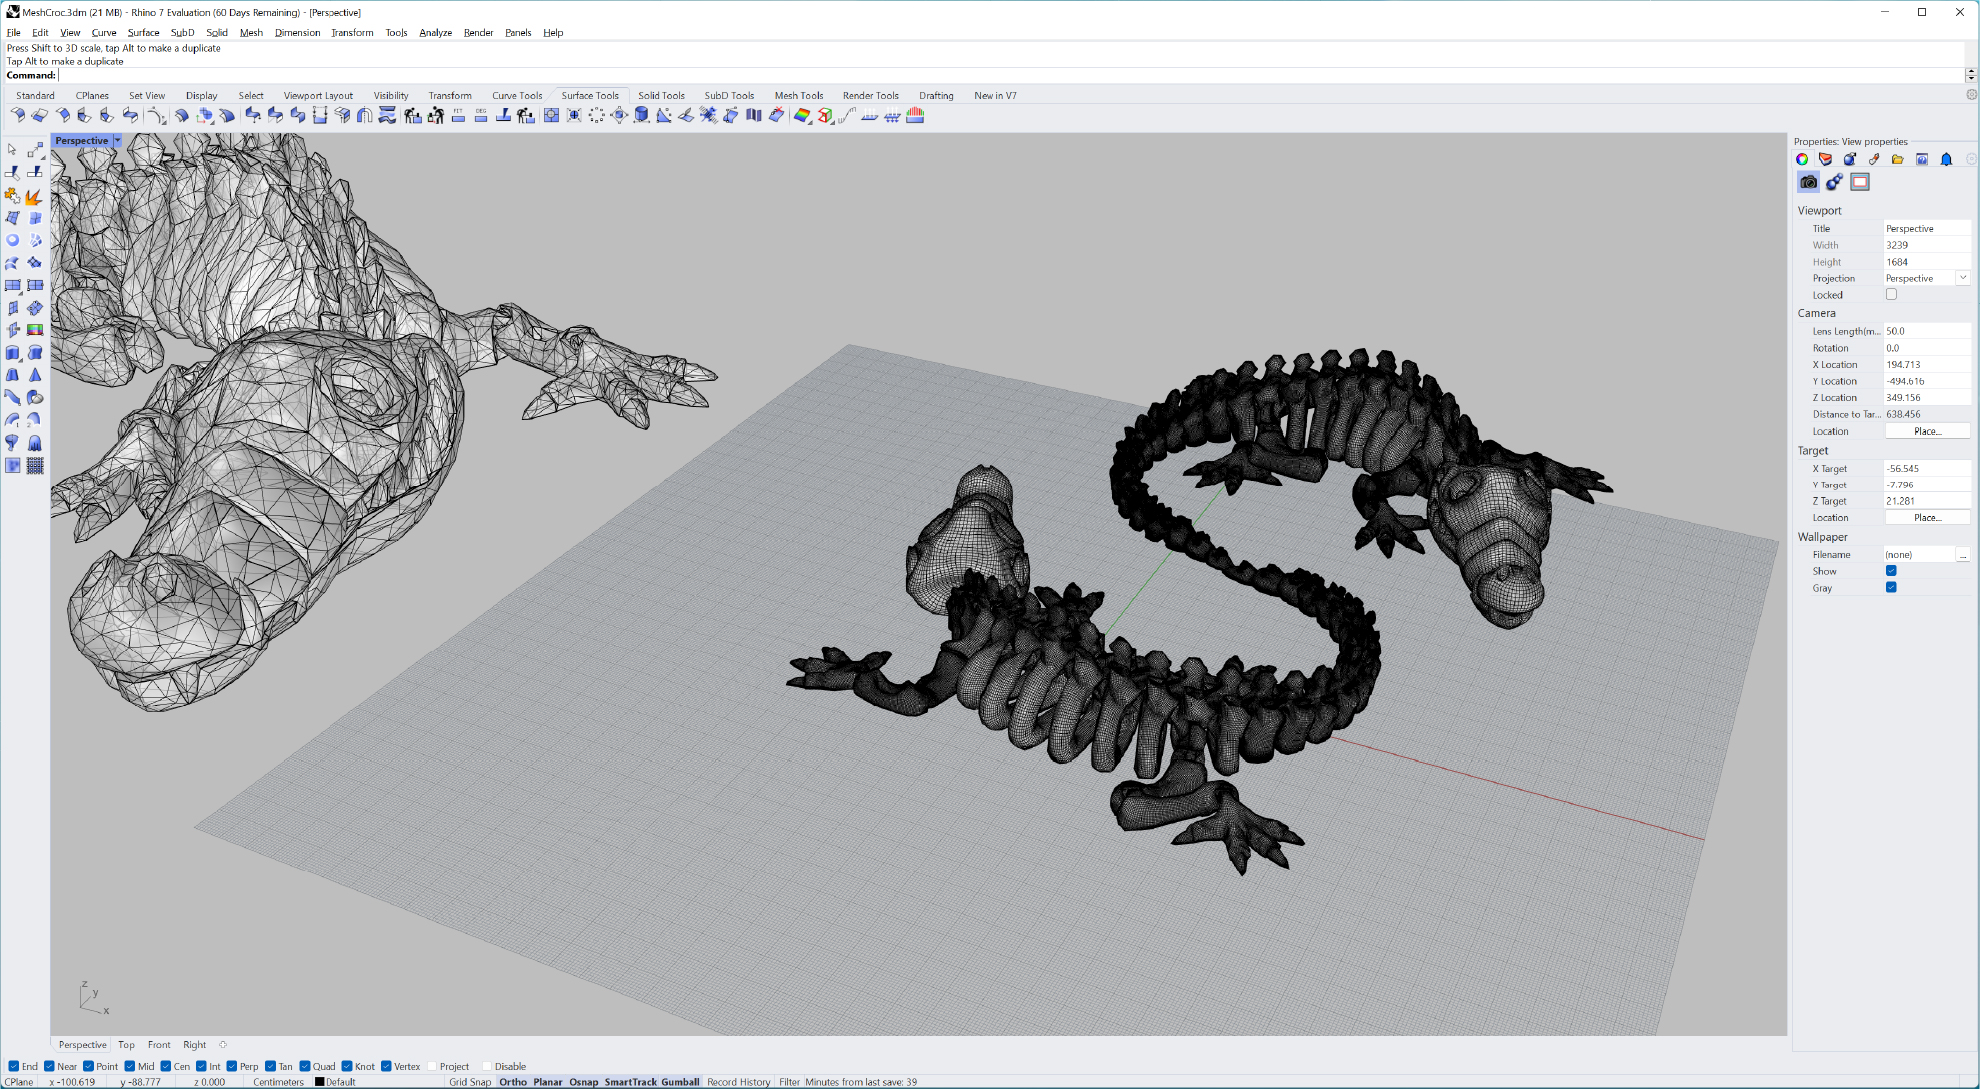 MeshCroc.3dm (21 MB) - Rhino 7 Evaluation (60 Days Remaining) - [Perspective]
File Edit View Curve Surface SubD Solid Mesh Dimension Transform Tools Analyze Render Panels Help
Press Shift to 3D scale, tap Alt to make a duplicate
Tap Alt to make a duplicate
Command:
Standard CPlanes Set View Display Select Viewport Layout Visibility Transform Curve Tools Surface Tools Solid Tools SubD Tools Mesh Tools Render Tools Drafting New in V7
FIT DEG
Perspective
Properties: View properties
Viewport
Title Perspective
Width 3239
Height 1684
Projection Perspective
Locked
Camera
Lens Length(m... 50.0
Rotation 0.0
X Location 194.713
Y Location -494.616
Z Location 349.156
Distance to Tar... 638.456
Location Place...
Target
X Target -56.545
Y Target -7.796
Z Target 21.281
Location Place...
Wallpaper
Filename (none) ...
Show
Gray
z
y
x
Perspective Top Front Right
End Near Point Mid Cen Int Perp Tan Quad Knot Vertex Project Disable
CPlane x -100.619 y -88.777 z 0.000 Centimeters Default Grid Snap Ortho Planar Osnap SmartTrack Gumball Record History Filter Minutes from last save: 39